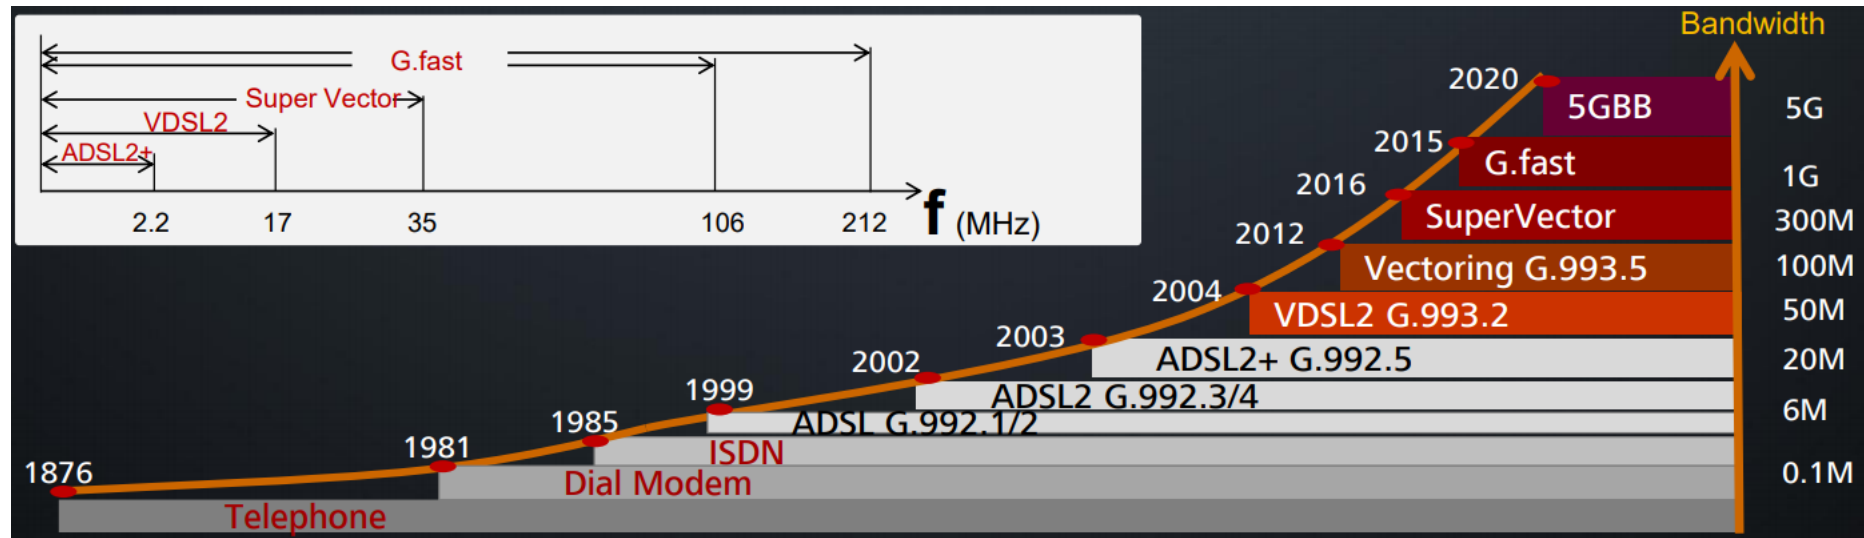 G.fast
Super Vector
VDSL2
ADSL2+
2.2 17 35 106 212 f (MHz)
Bandwidth
2020 5GBB 5G
2015 G.fast 1G
2016 SuperVector 300M
2012 Vectoring G.993.5 100M
2004 VDSL2 G.993.2 50M
2003 ADSL2+ G.992.5 20M
2002 ADSL2 G.992.3/4 6M
1999 ADSL G.992.1/2
1985 ISDN
1981 Dial Modem 0.1M
1876 Telephone